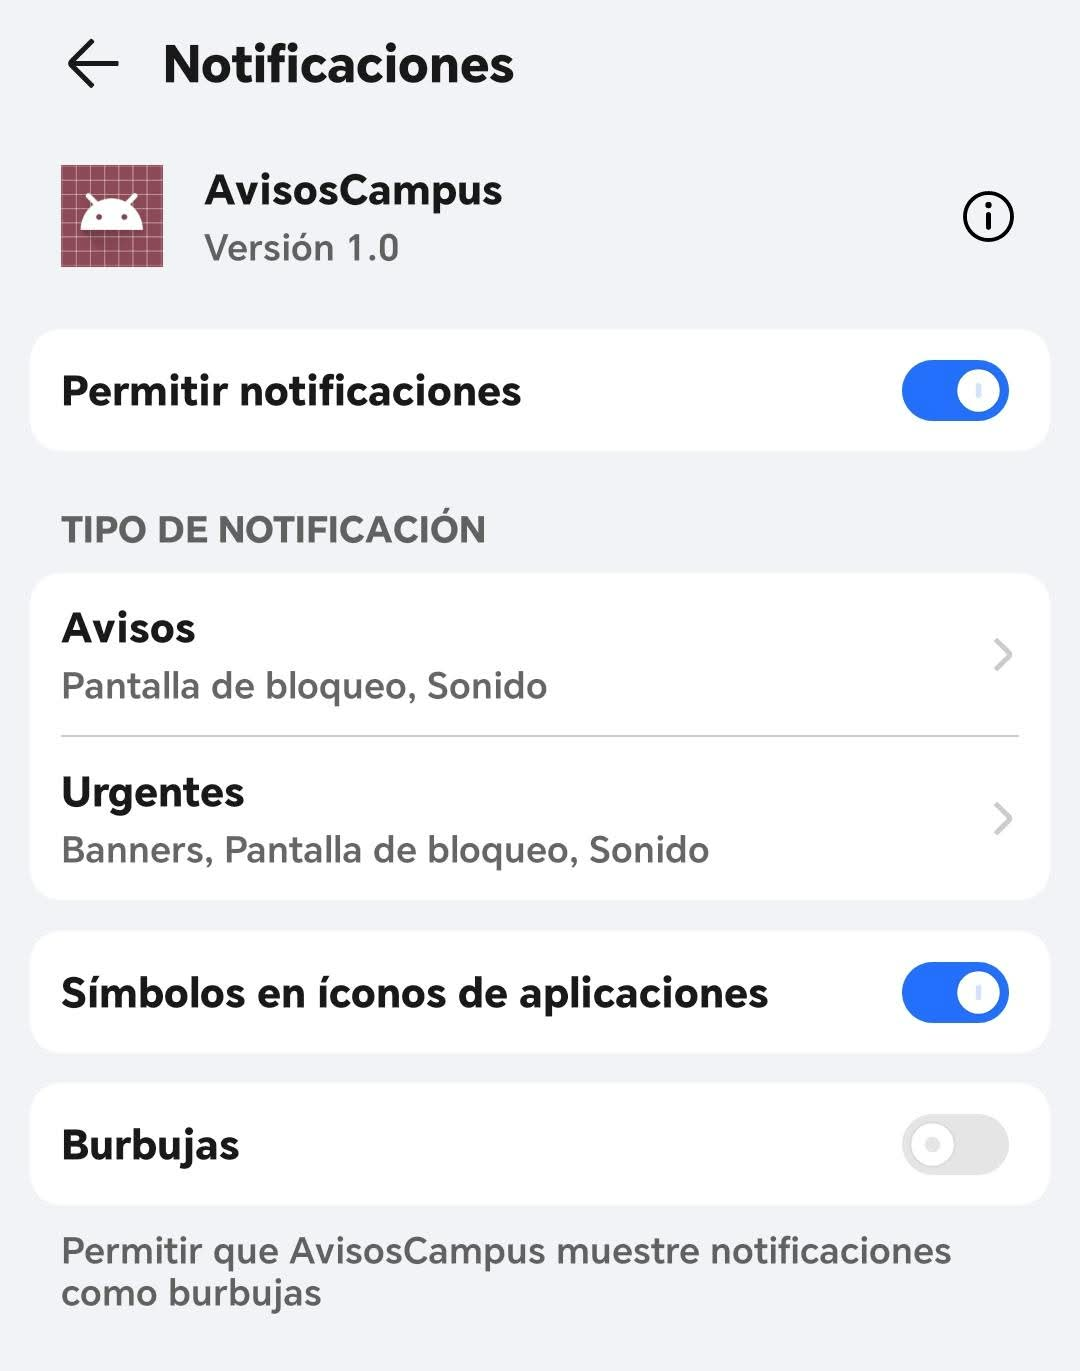 Notificaciones
AvisosCampus
Versión 1.0
Permitir notificaciones
TIPO DE NOTIFICACIÓN
Avisos
Pantalla de bloqueo, Sonido
Urgentes
Banners, Pantalla de bloqueo, Sonido
Símbolos en íconos de aplicaciones
Burbujas
Permitir que AvisosCampus muestre notificaciones
como burbujas